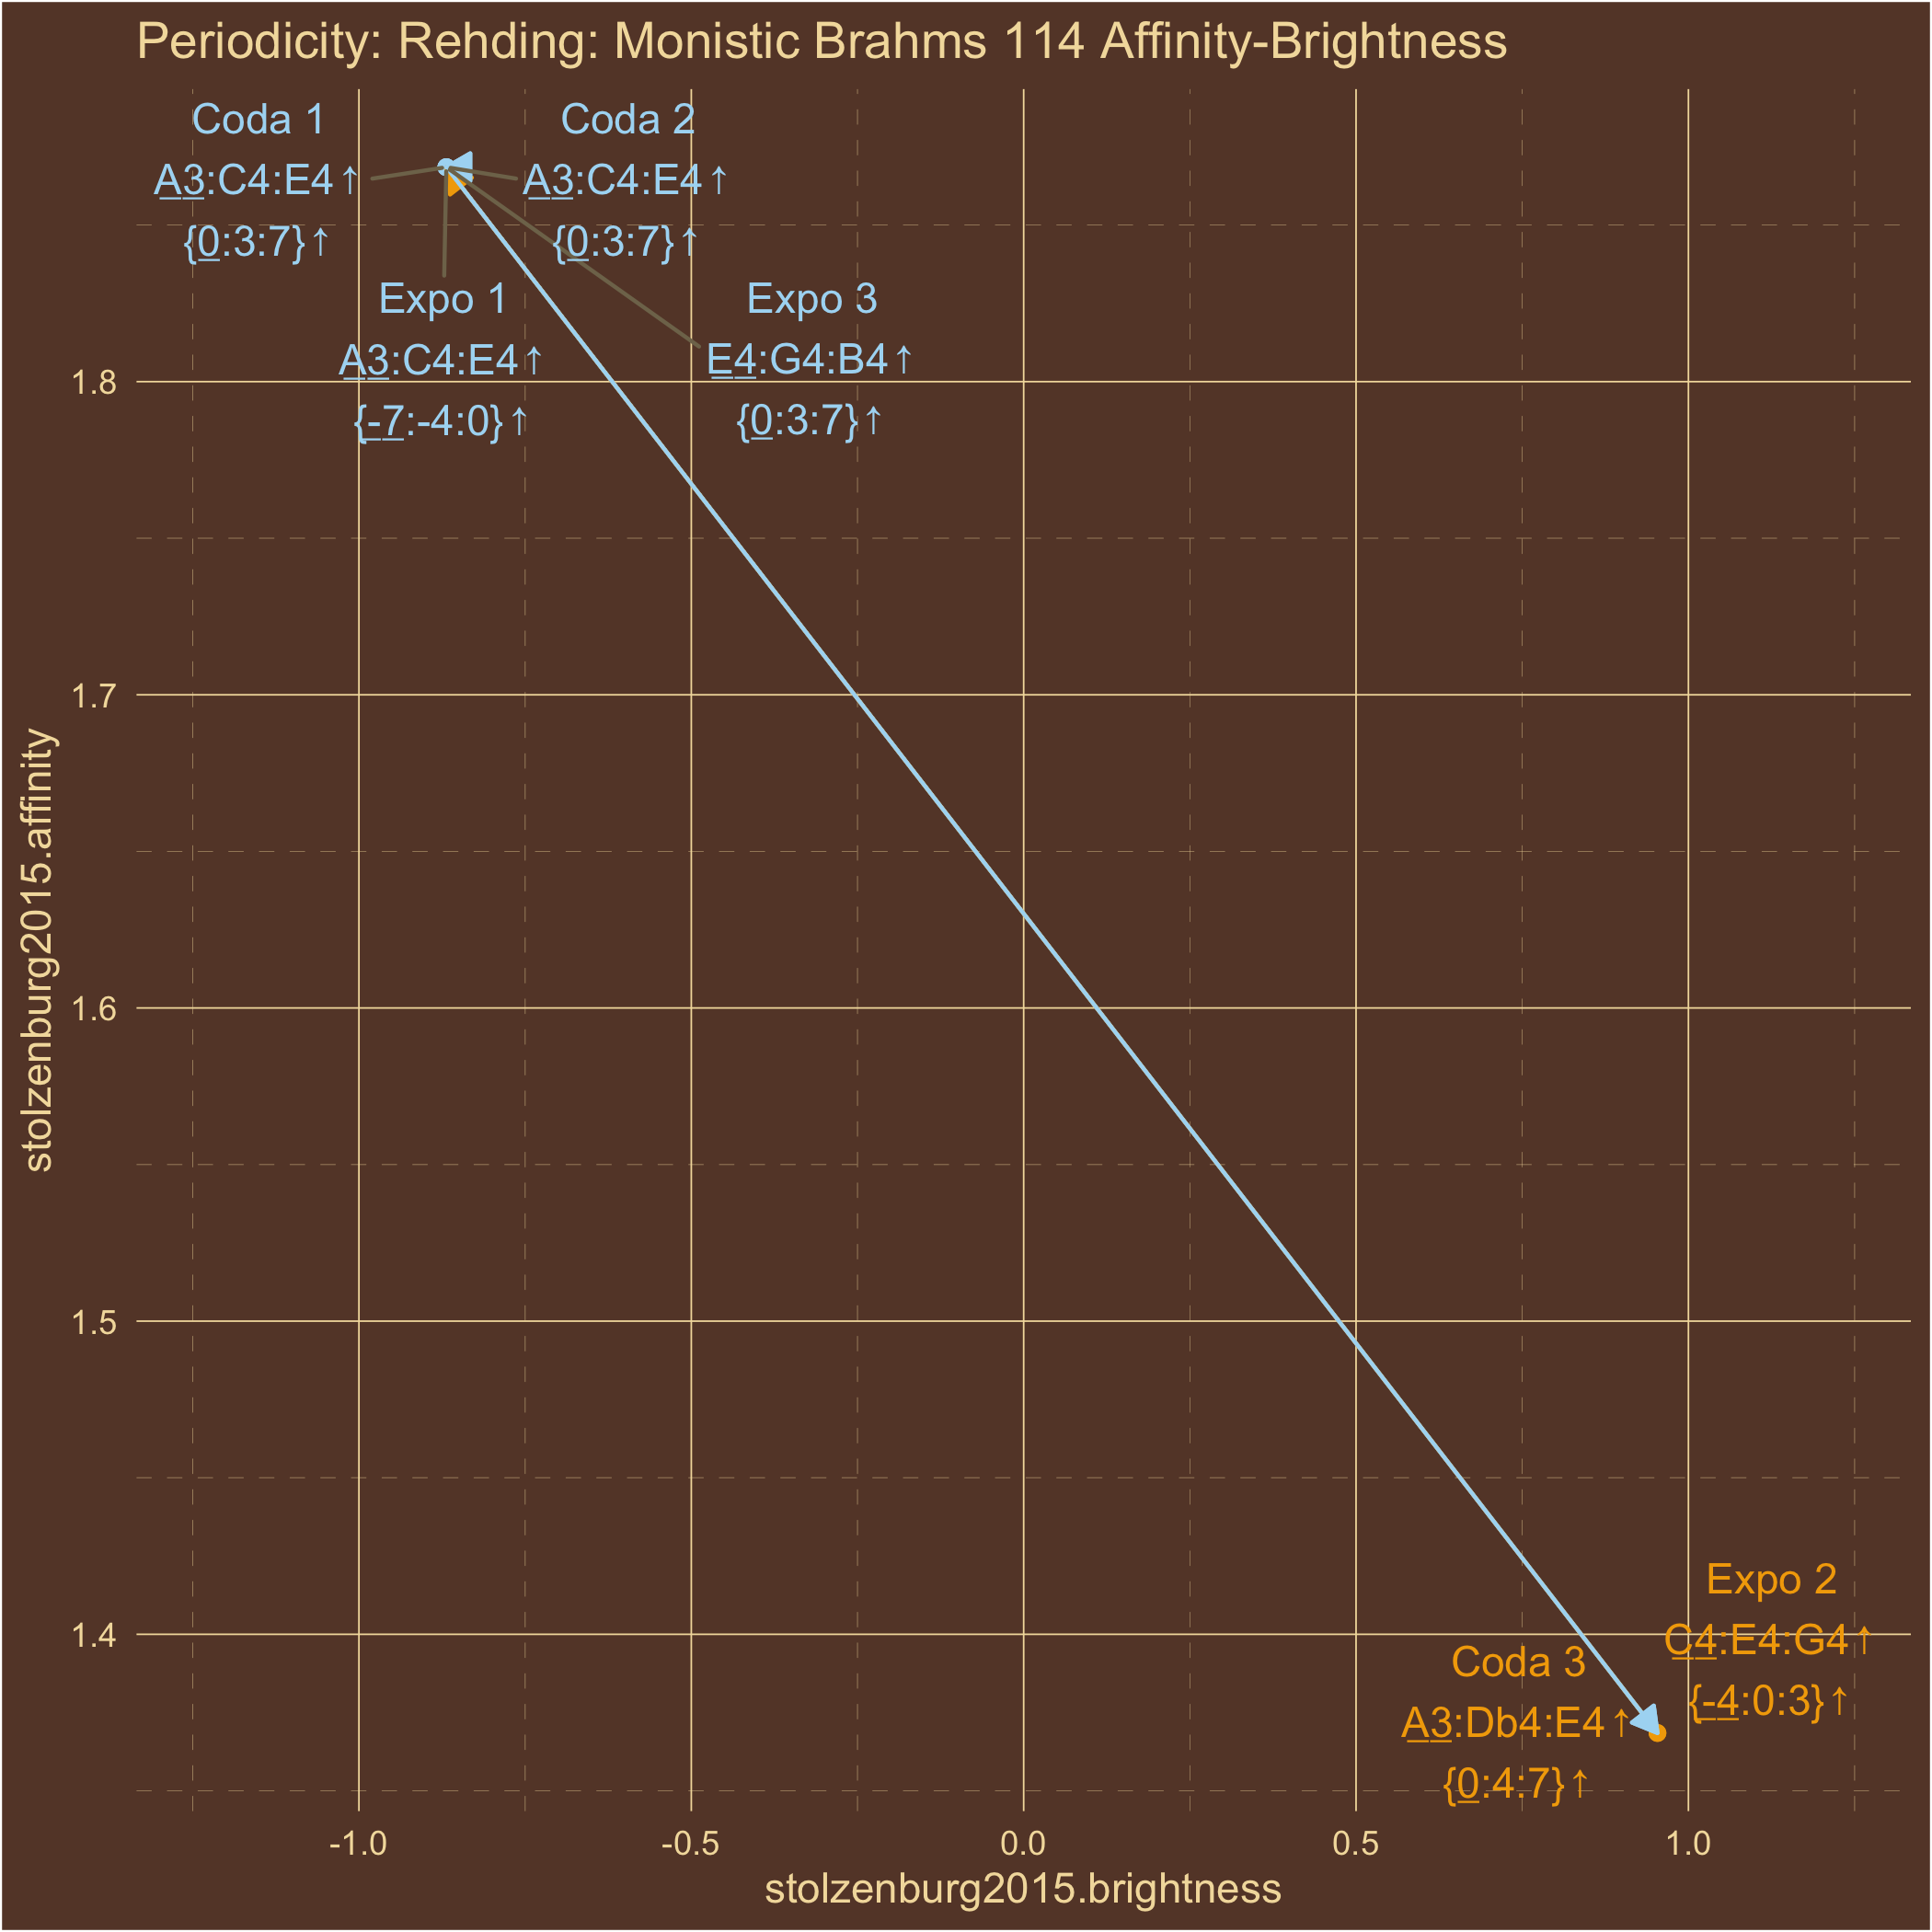 Periodicity: Rehding: Monistic Brahms 114 Affinity-Brightness
Coda 1
A3:C4:E4↑
{0:3:7}↑
Coda 2
A3:C4:E4↑
{0:3:7}↑
Expo 1
A3:C4:E4↑
{-7:-4:0}↑
Expo 3
E4:G4:B4↑
{0:3:7}↑
1.8
1.7
1.6
1.5
1.4
stolzenburg2015.affinity
Expo 2
C4:E4:G4↑
{-4:0:3}↑
Coda 3
A3:Db4:E4↑
{0:4:7}↑
-1.0
-0.5
0.0
0.5
1.0
stolzenburg2015.brightness